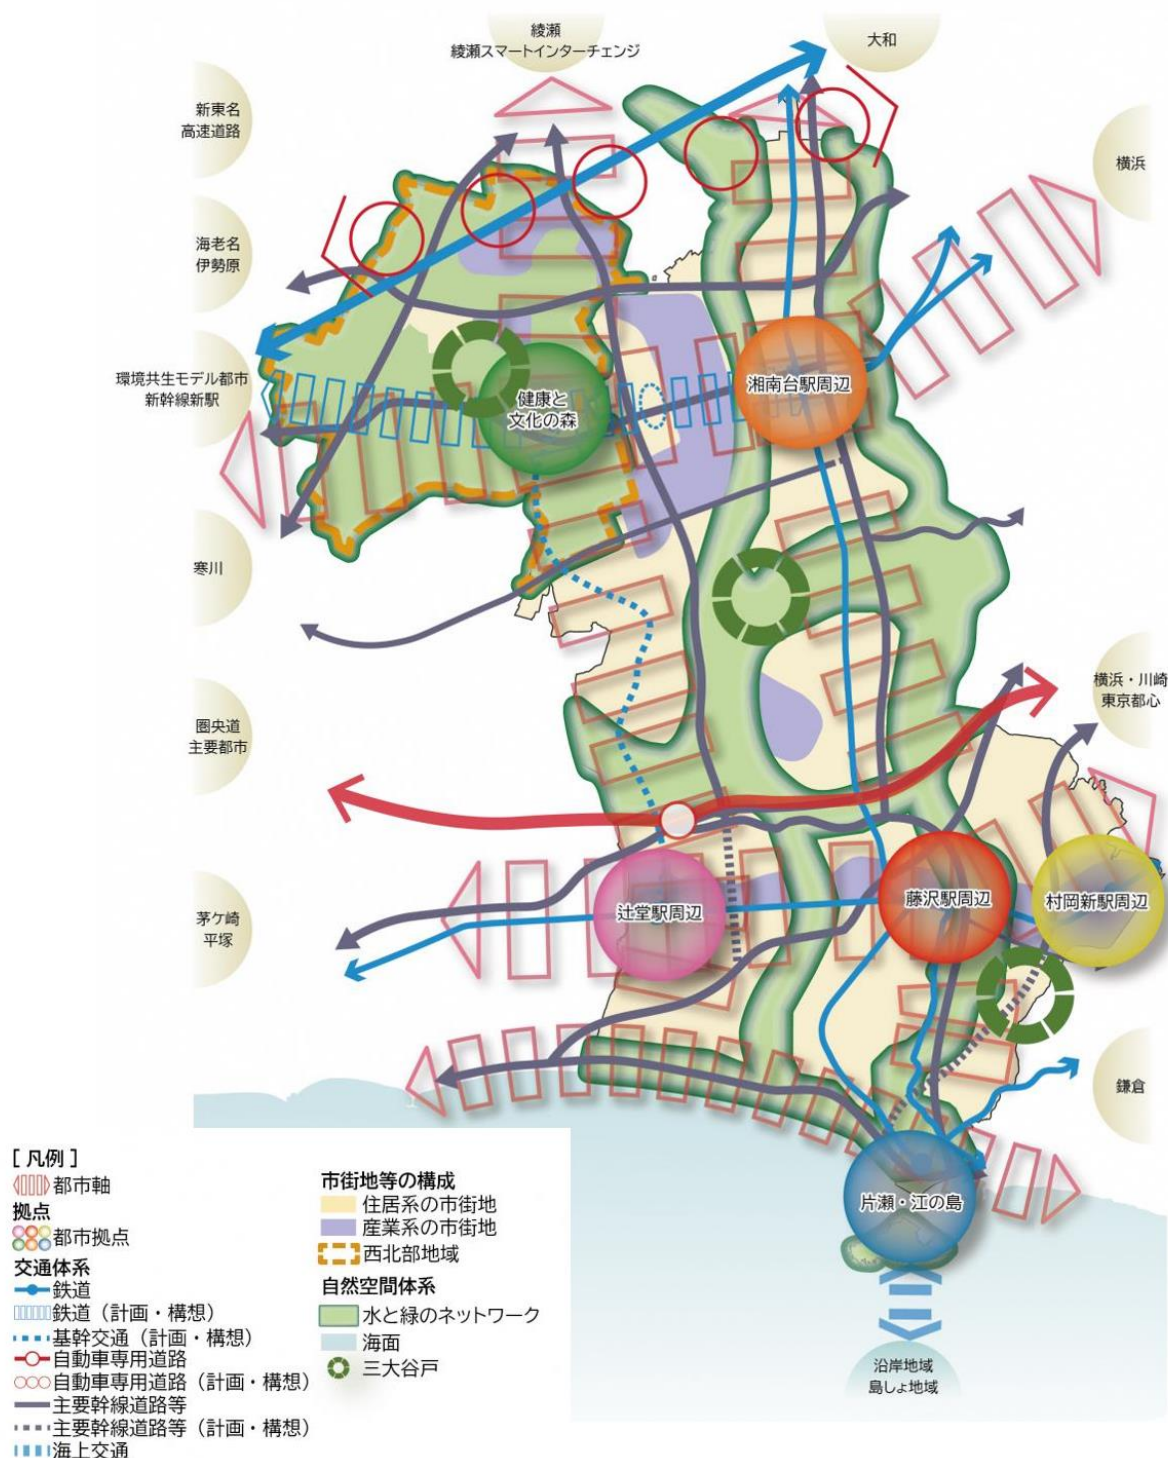 綾瀬
綾瀬スマートインターチェンジ
大和
新東名
高速道路
横浜
海老名
伊勢原
環境共生モデル都市
新幹線新駅
湘南台駅周辺
健康と
文化の森
寒川
横浜・川崎
東京都心
圏央道
主要都市
茅ケ崎
平塚
辻堂駅周辺
藤沢駅周辺
村岡新駅周辺
鎌倉
片瀬・江の島
沿岸地域
島しょ地域
[ 凡例 ]
都市軸
拠点
都市拠点
交通体系
鉄道
鉄道（計画・構想）
基幹交通（計画・構想）
自動車専用道路
自動車専用道路（計画・構想）
主要幹線道路等
主要幹線道路等（計画・構想）
海上交通
市街地等の構成
住居系の市街地
産業系の市街地
西北部地域
自然空間体系
水と緑のネットワーク
海面
三大谷戸